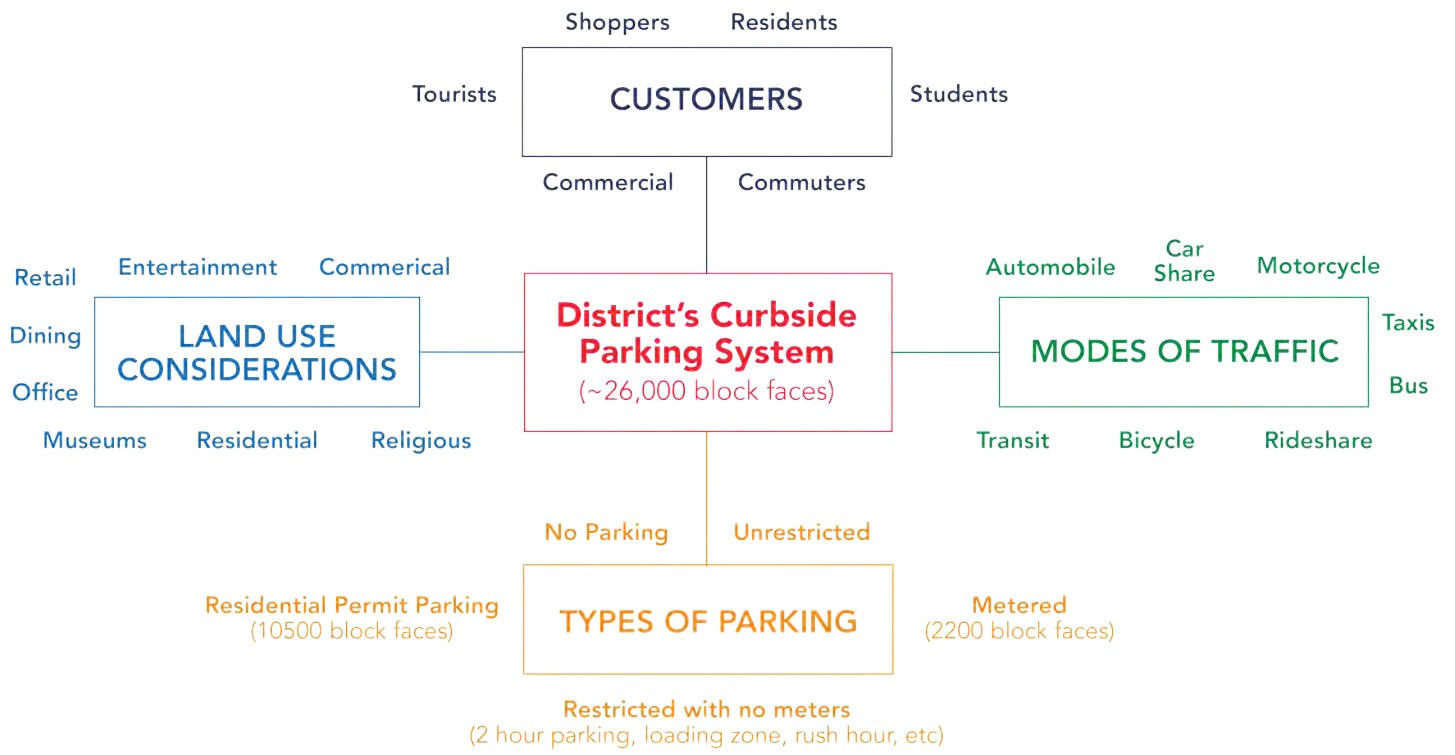 Shoppers Residents
Tourists CUSTOMERS Students
Commercial Commuters
Retail Entertainment Commerical
Dining LAND USE
CONSIDERATIONS
Office
Museums Residential Religious
District's Curbside
Parking System
(~26,000 block faces)
Automobile Car
Share Motorcycle
MODES OF TRAFFIC Taxis
Bus
Transit Bicycle Rideshare
No Parking Unrestricted
Residential Permit Parking
(10500 block faces)
TYPES OF PARKING
Metered
(2200 block faces)
Restricted with no meters
(2 hour parking, loading zone, rush hour, etc)